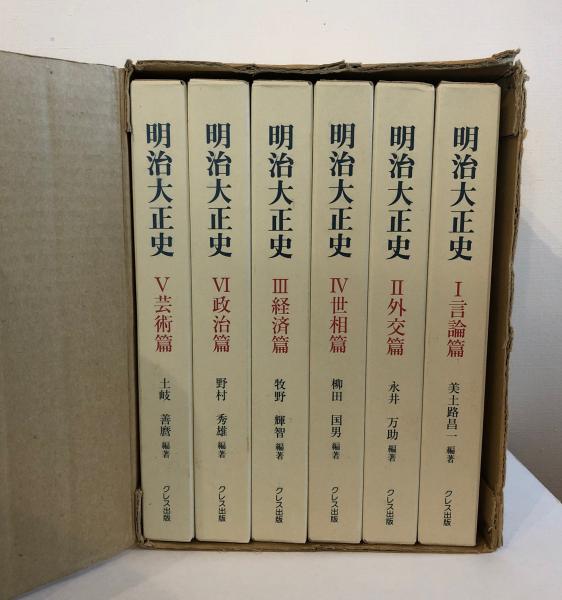 明治大正史
I言論篇
美土路昌一 編著
クレス出版
明治大正史
II外交篇
永井 万助 編著
クレス出版
明治大正史
IV世相篇
柳田 国男 編著
クレス出版
明治大正史
III経済篇
牧野 輝智 編著
クレス出版
明治大正史
VI政治篇
野村 秀雄 編著
クレス出版
明治大正史
V芸術篇
土岐 善麿 編著
クレス出版